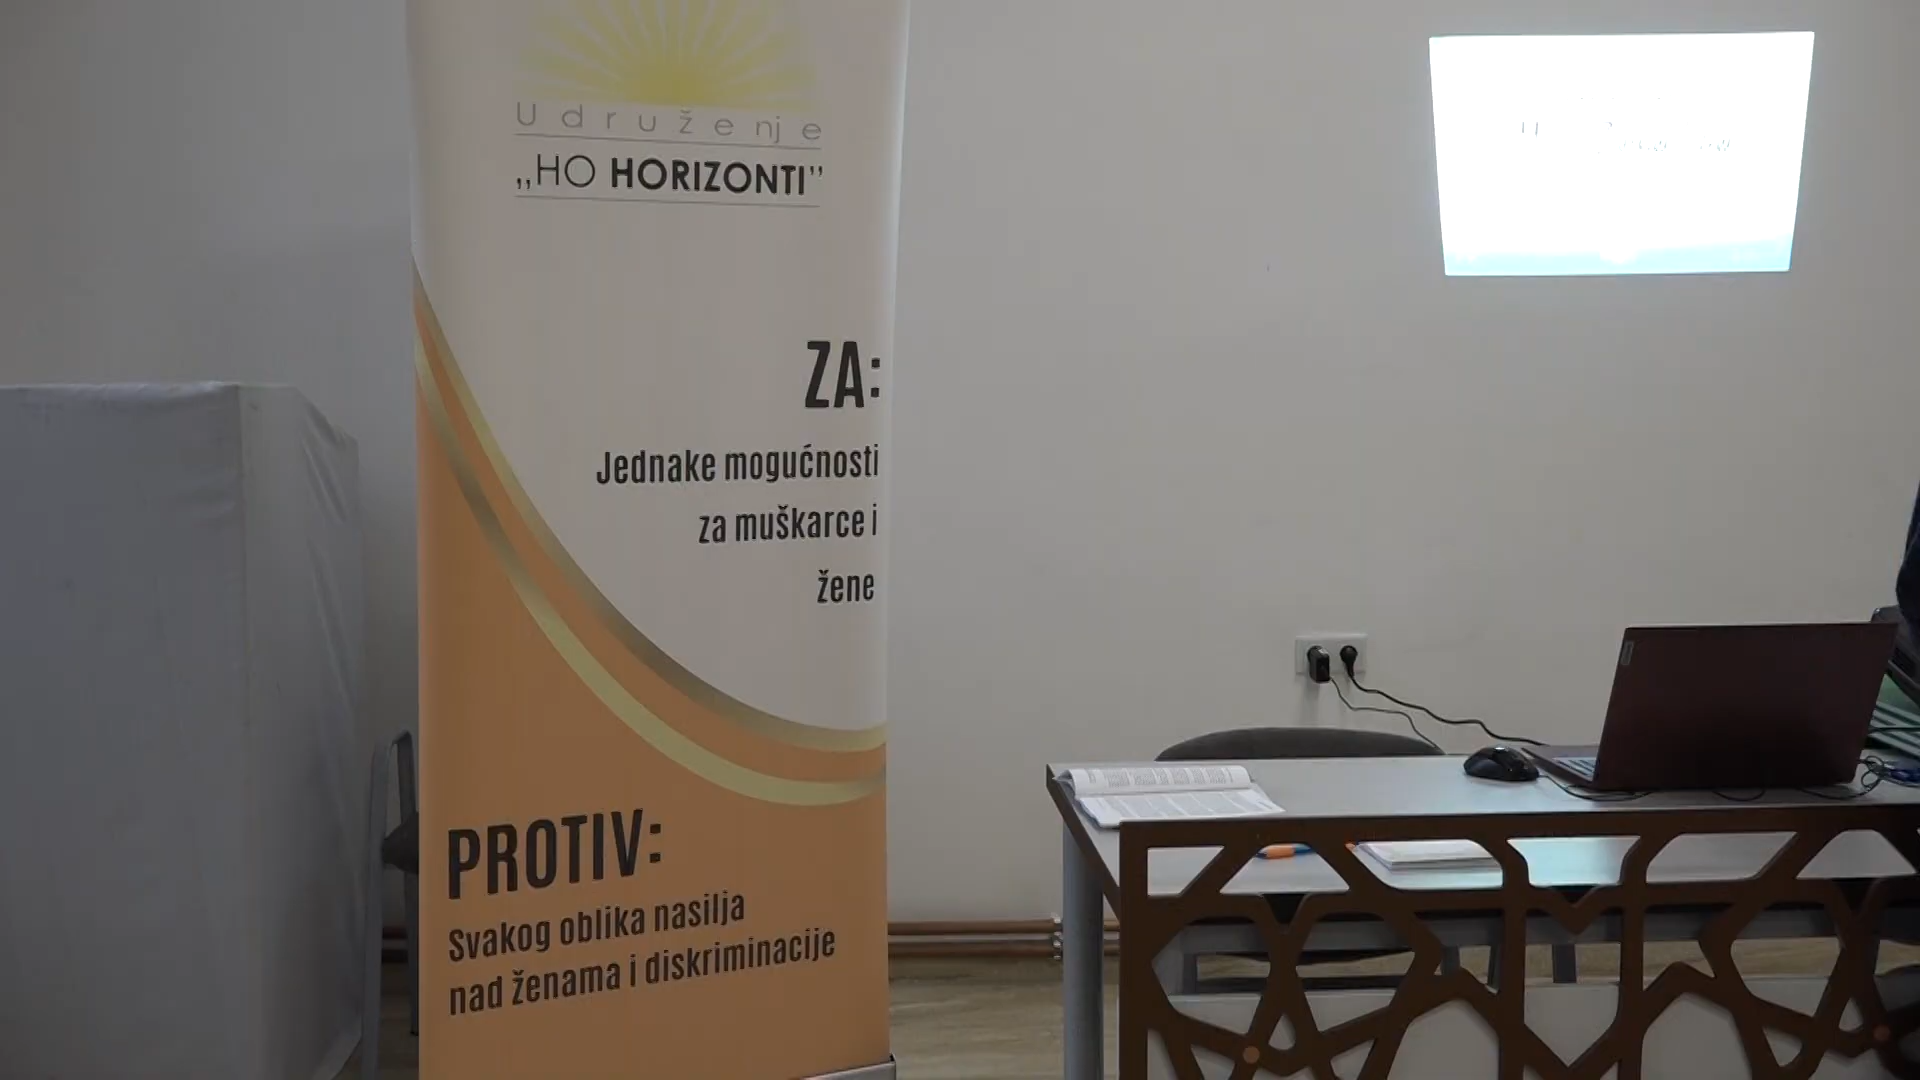 Udruženje
„HO HORIZONTI”
ZA:
Jednake mogućnosti
za muškarce i
žene
PROTIV:
Svakog oblika nasilja
nad ženama i diskriminacije